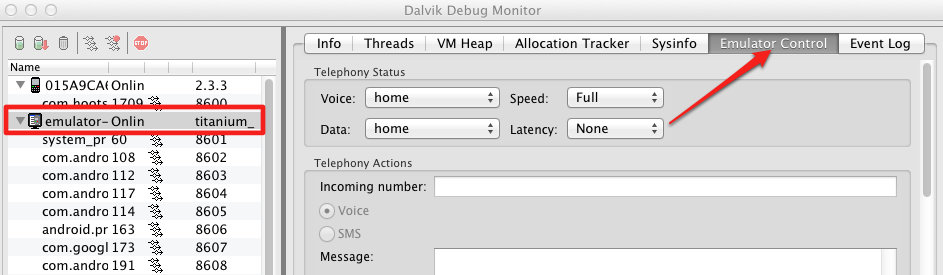 Dalvik Debug Monitor
Info Threads VM Heap Allocation Tracker Sysinfo Emulator Control Event Log
Name
015A9CA6 Onlin 2.3.3
com.hoots 1709 8600
emulator- Onlin titanium_
system_pr 60 8601
com.andro 108 8602
com.andro 112 8603
com.andro 117 8604
com.andro 114 8605
android.pr 163 8606
com.googl 173 8607
com.andro 191 8608
Telephony Status
Voice: home Speed: Full
Data: home Latency: None
Telephony Actions
Incoming number:
Voice
SMS
Message: